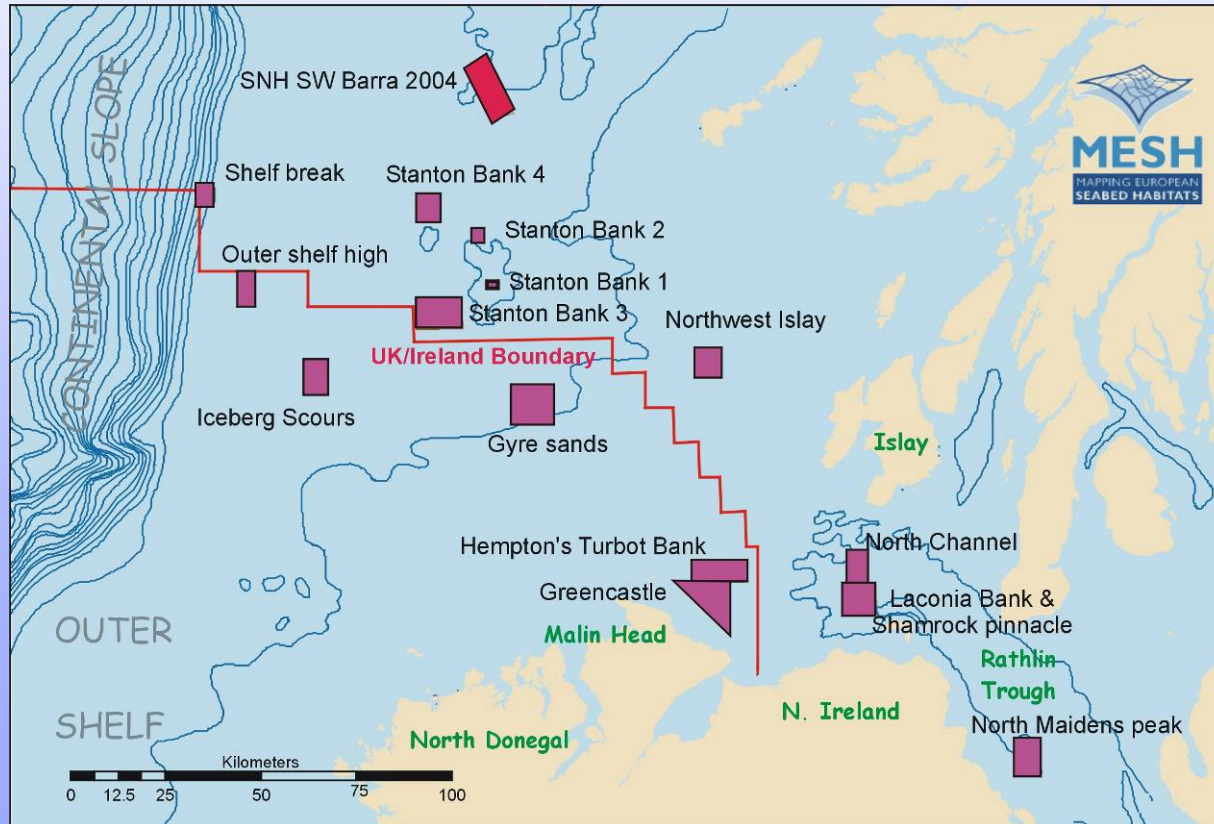 SNH SW Barra 2004
MESH
MAPPING EUROPEAN
SEABED HABITATS
CONTINENTAL SLOPE
Shelf break
Stanton Bank 4
Stanton Bank 2
Outer shelf high
Stanton Bank 1
Stanton Bank 3
Northwest Islay
UK/Ireland Boundary
Iceberg Scours
Gyre sands
Islay
Hempton's Turbot Bank
North Channel
Greencastle
Laconia Bank &
Shamrock pinnacle
OUTER
Malin Head
Rathlin
Trough
N. Ireland
SHELF
North Donegal
North Maidens peak
Kilometers
0 12.5 25 50 75 100